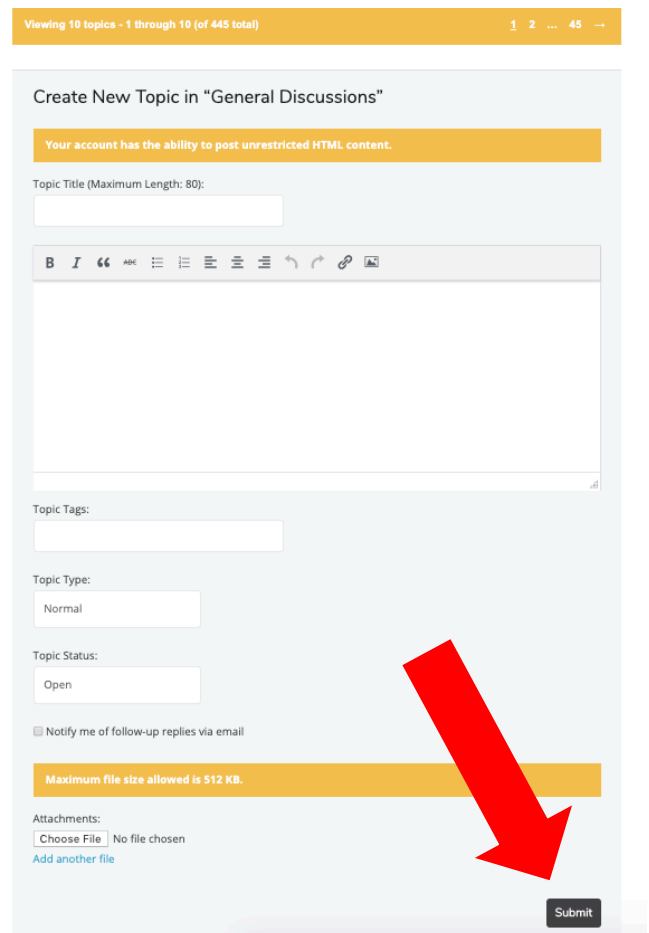 Viewing 10 topics - 1 through 10 (of 445 total) 1 2 ... 45 →
Create New Topic in “General Discussions”
Your account has the ability to post unrestricted HTML content.
Topic Title (Maximum Length: 80):
B I “ ABC
Topic Tags:
Topic Type:
Normal
Topic Status:
Open
Notify me of follow-up replies via email
Maximum file size allowed is 512 KB.
Attachments:
Choose File No file chosen
Add another file
Submit